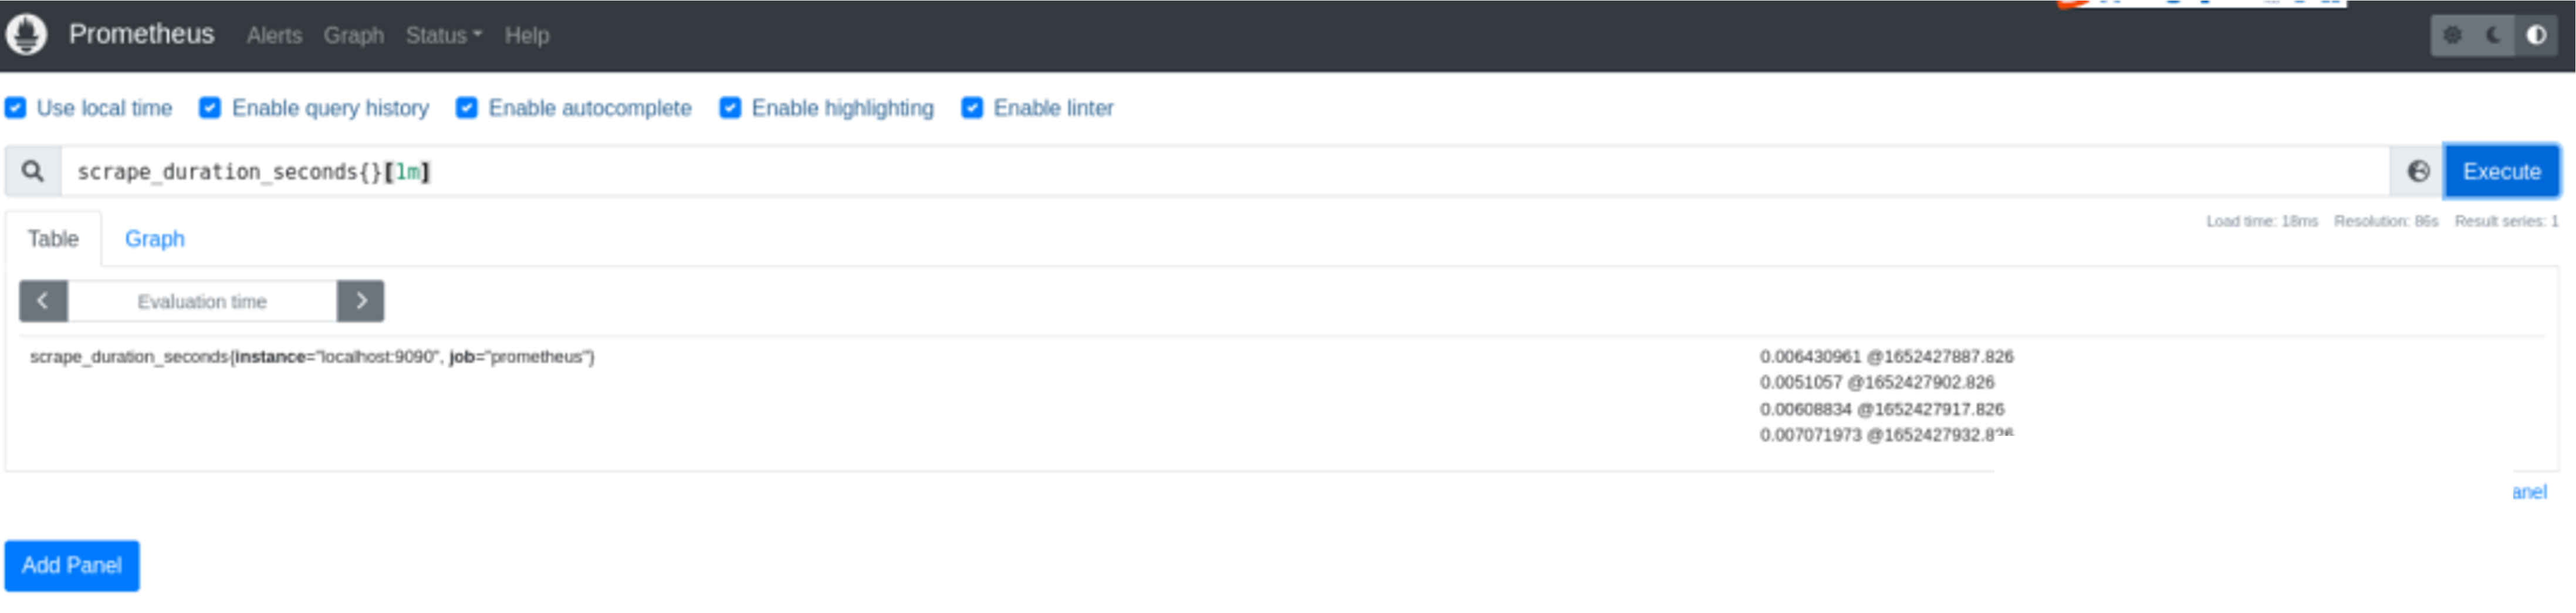 Prometheus Alerts Graph Status Help
Use local time Enable query history Enable autocomplete Enable highlighting Enable linter
scrape_duration_seconds{}[1m] Execute
Load time: 18ms Resolution: 86s Result series: 1
Table Graph
Evaluation time
scrape_duration_seconds{instance="localhost:9090", job="prometheus"} 0.006430961 @1652427887.826
0.0051057 @1652427902.826
0.00608834 @1652427917.826
0.007071973 @1652427932.826
anel
Add Panel